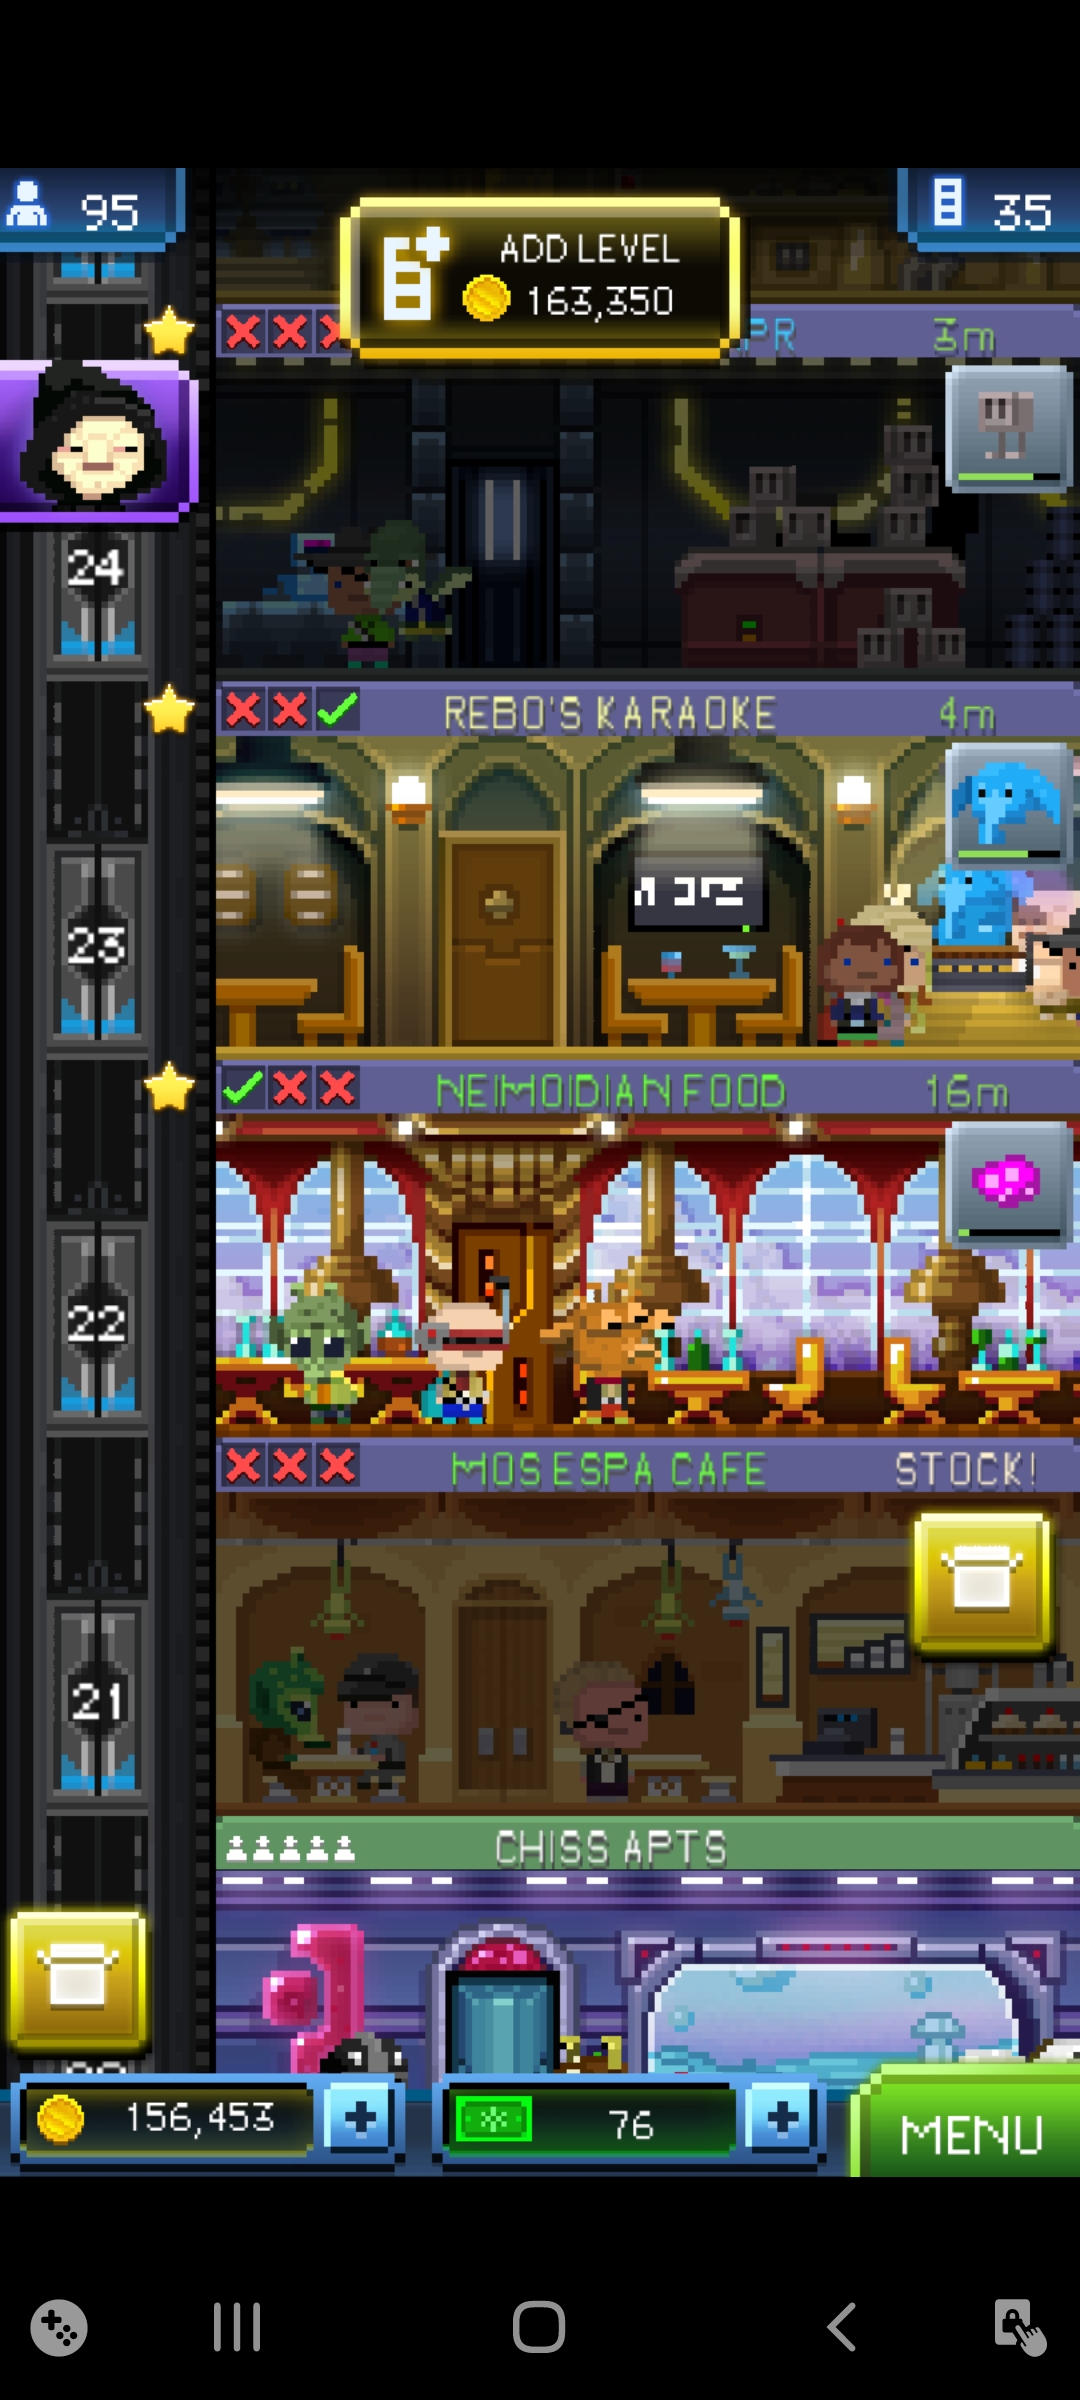 95
ADD LEVEL
163,350
35
PR
3m
24
REBO'S KARAOKE
4m
23
NEIMOIDIAN FOOD
16m
22
MOS ESPA CAFE
STOCK!
21
CHISS APTS
156,453
76
MENU